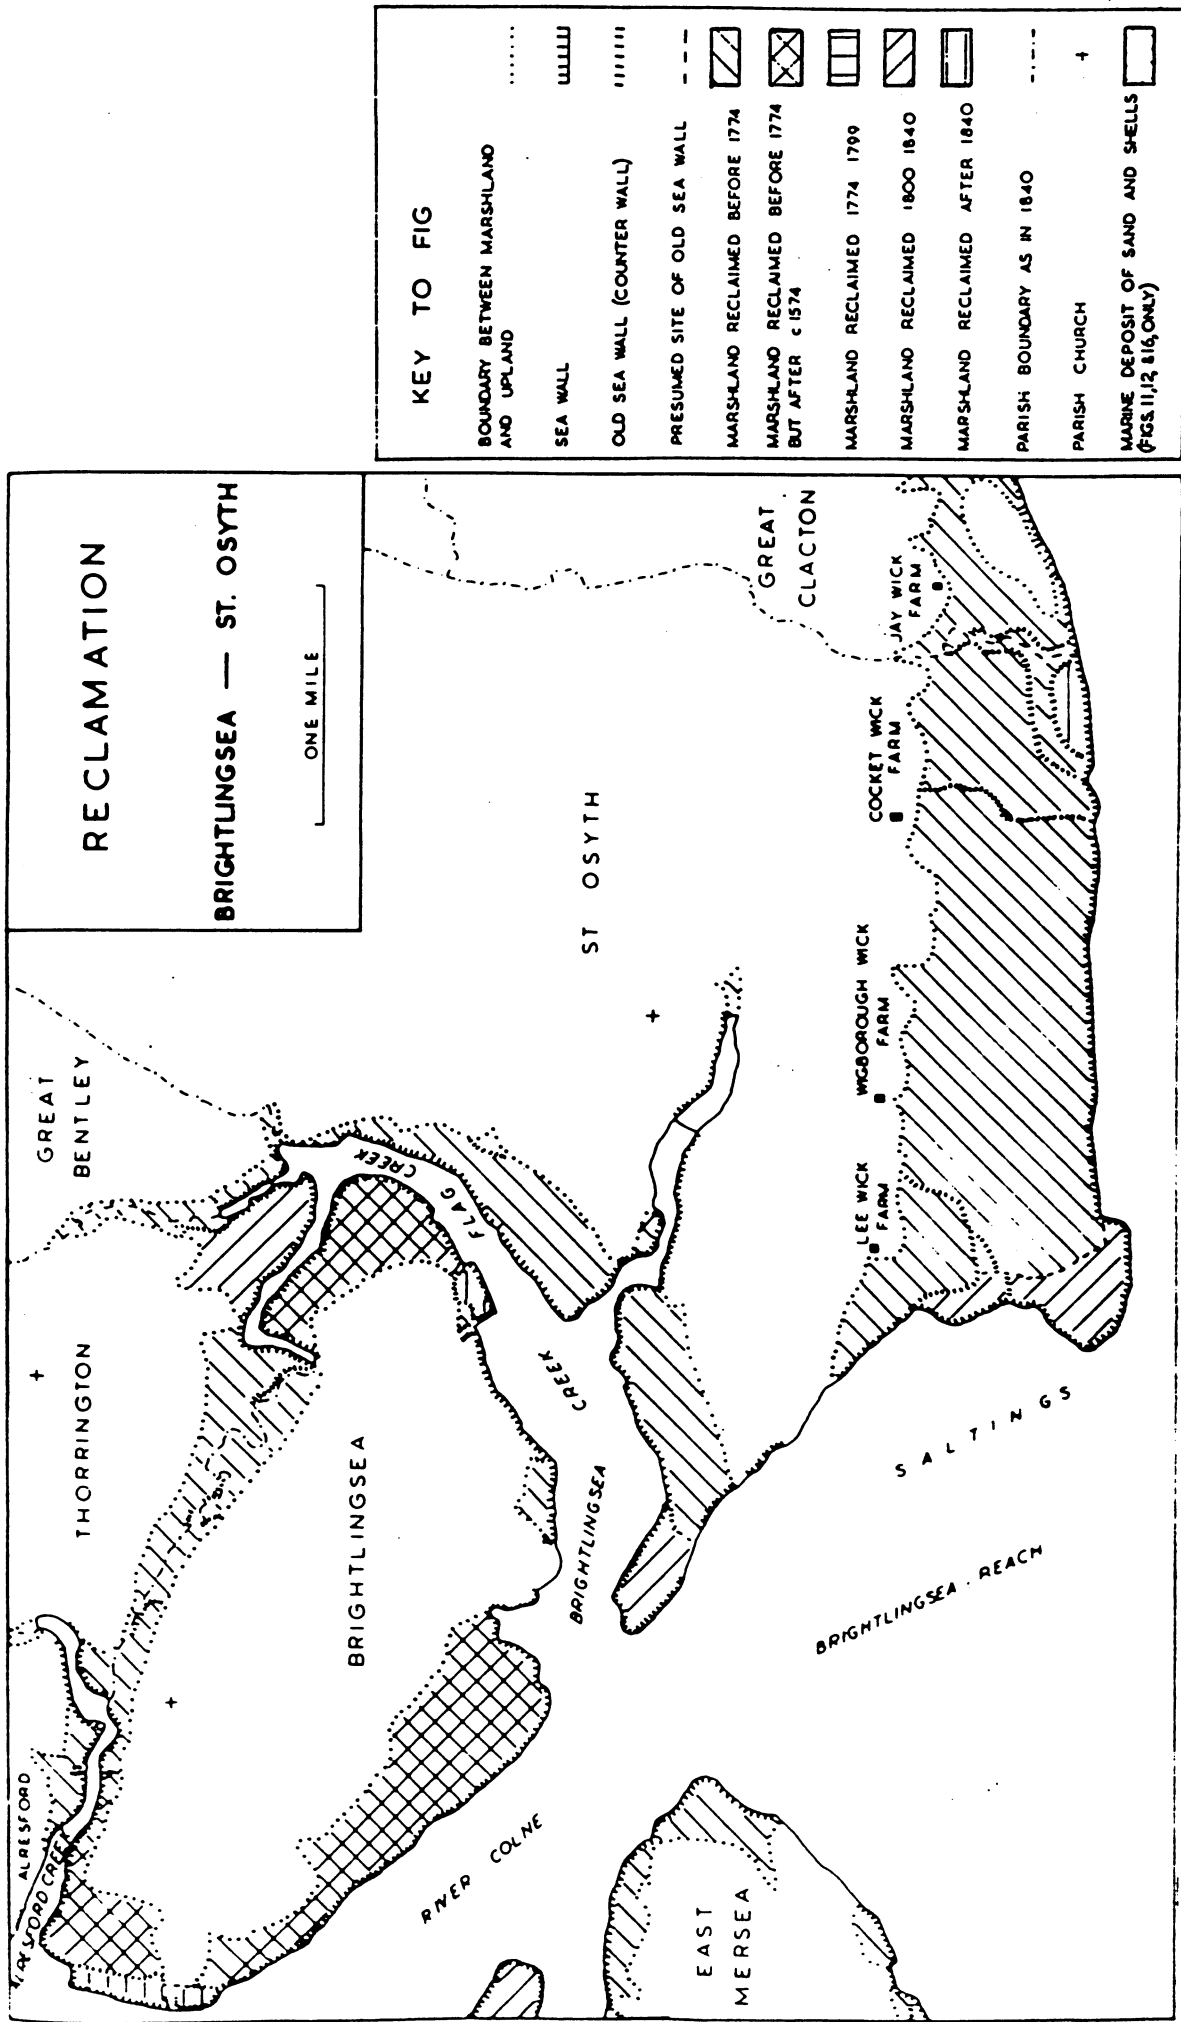 RECLAMATION
BRIGHTLINGSEA — ST. OSYTH
ONE MILE
KEY TO FIG
BOUNDARY BETWEEN MARSHLAND
AND UPLAND
SEA WALL
OLD SEA WALL (COUNTER WALL)
PRESUMED SITE OF OLD SEA WALL
MARSHLAND RECLAIMED BEFORE 1774
MARSHLAND RECLAIMED BEFORE 1774
BUT AFTER c 1574
MARSHLAND RECLAIMED 1774 1799
MARSHLAND RECLAIMED 1800 1840
MARSHLAND RECLAIMED AFTER 1840
PARISH BOUNDARY AS IN 1840
PARISH CHURCH
MARINE DEPOSIT OF SAND AND SHELLS
(FIGS. 11, 12, & 16, ONLY)
ALRESFORD
ALRESFORD CREEK
THORRINGTON
GREAT
BENTLEY
BRIGHTLINGSEA
FLAG CREEK
BRIGHTLINGSEA CREEK
ST OSYTH
GREAT
CLACTON
RIVER COLNE
EAST
MERSEA
BRIGHTLINGSEA REACH
SALTINGS
LEE WICK
FARM
WIGBOROUGH WICK
FARM
COCKET WICK
FARM
JAY WICK
FARM